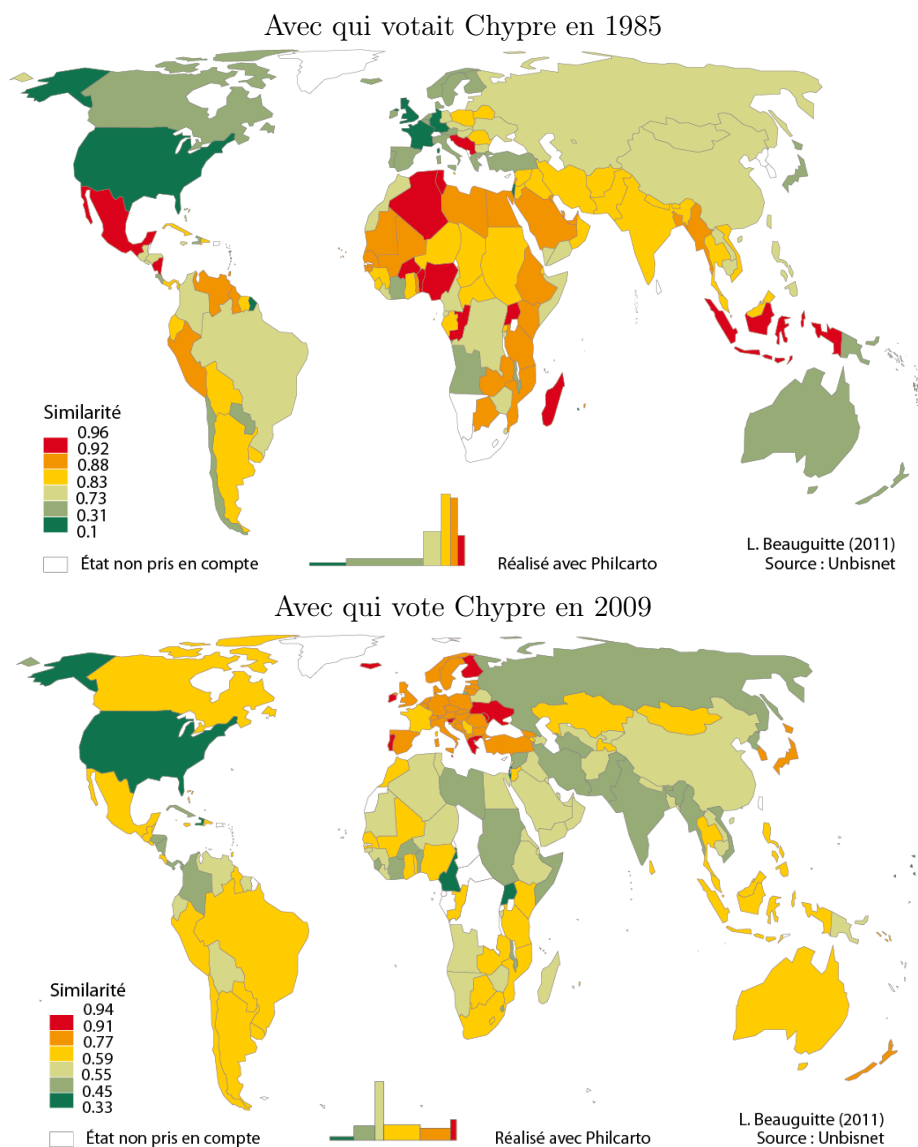 Avec qui votait Chypre en 1985
Similarité
0.96
0.92
0.88
0.83
0.73
0.31
0.1
État non pris en compte
Réalisé avec Philcarto
L. Beauguitte (2011)
Source : Unbisnet
Avec qui vote Chypre en 2009
Similarité
0.94
0.91
0.77
0.59
0.55
0.45
0.33
État non pris en compte
Réalisé avec Philcarto
L. Beauguitte (2011)
Source : Unbisnet